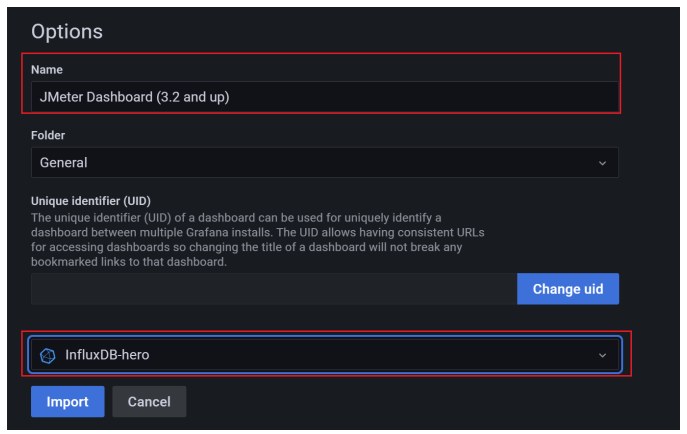 Options
Name
JMeter Dashboard (3.2 and up)
Folder
General
Unique identifier (UID)
The unique identifier (UID) of a dashboard can be used for uniquely identify a
dashboard between multiple Grafana installs. The UID allows having consistent URLs
for accessing dashboards so changing the title of a dashboard will not break any
bookmarked links to that dashboard.
Change uid
InfluxDB-hero
Import Cancel